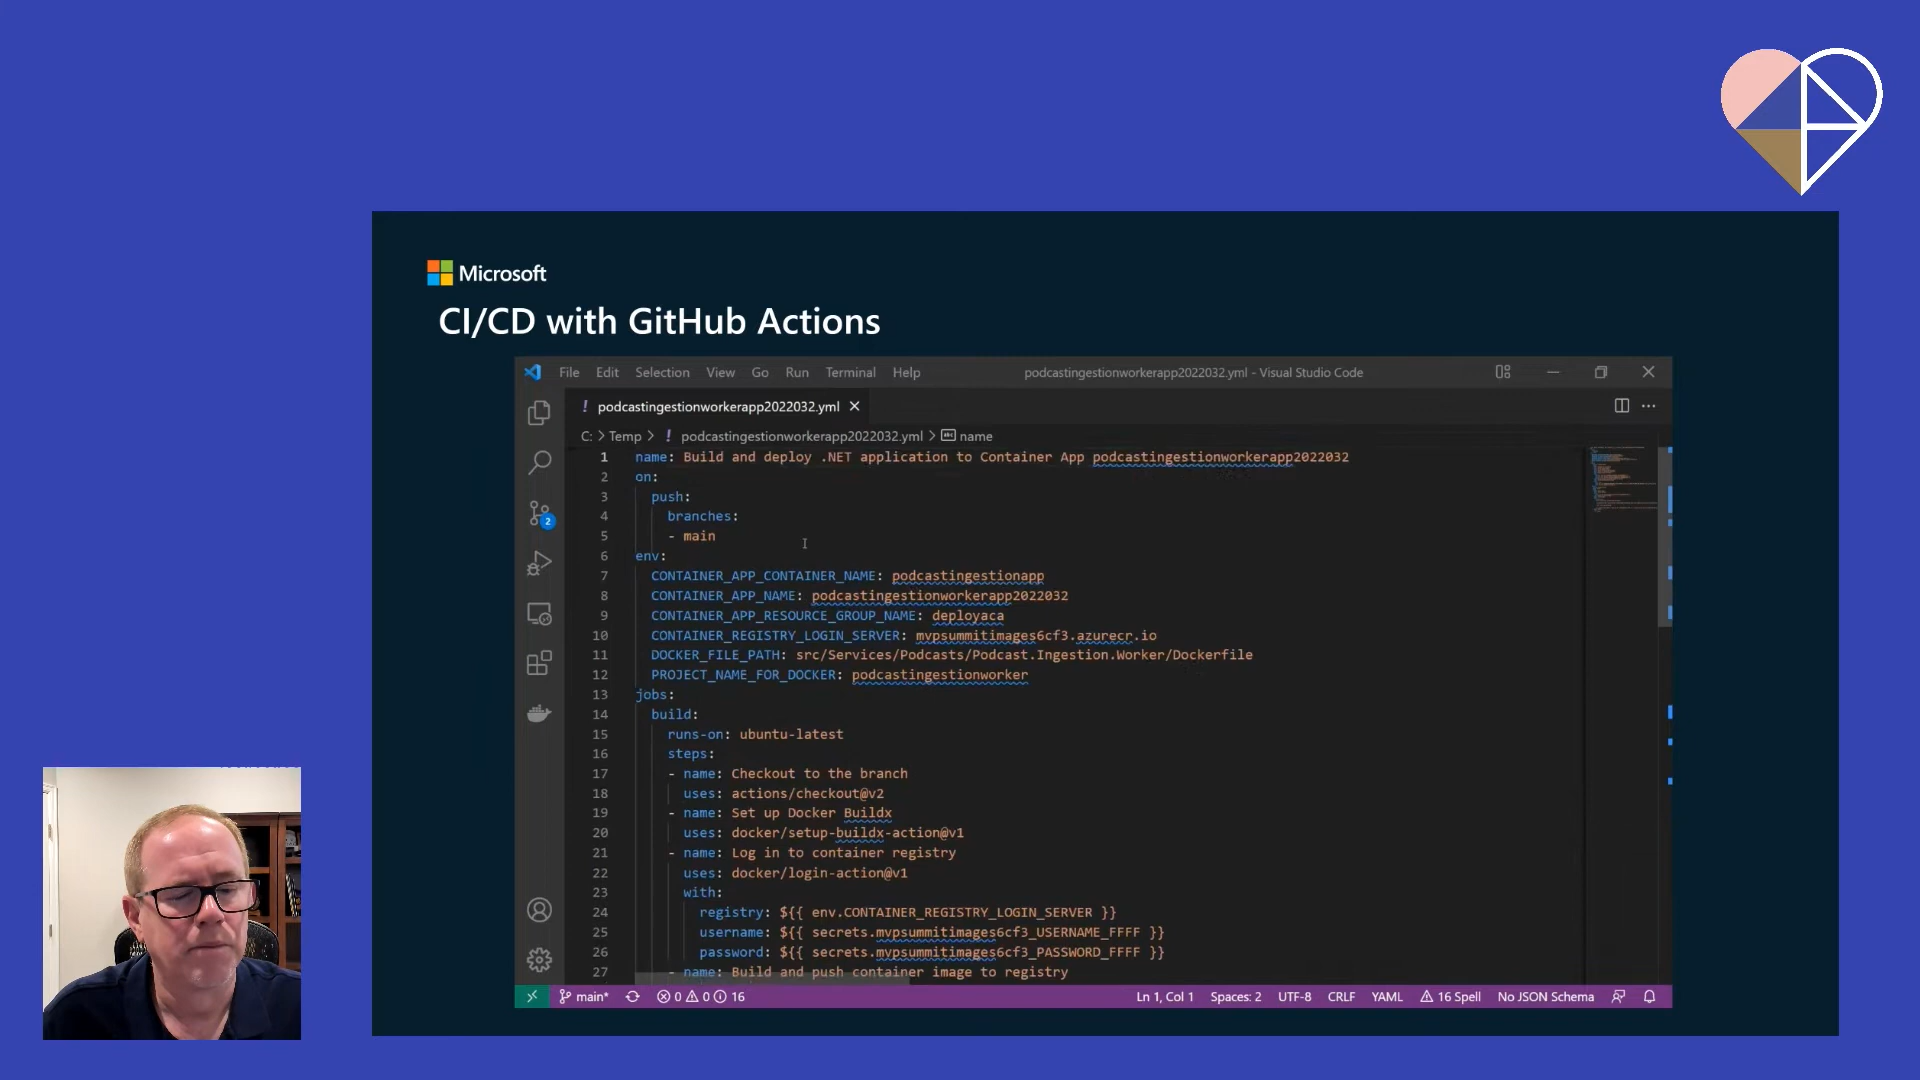 Microsoft
CI/CD with GitHub Actions
File Edit Selection View Go Run Terminal Help podcastingestionworkerapp2022032.yml - Visual Studio Code
! podcastingestionworkerapp2022032.yml
C: > Temp > ! podcastingestionworkerapp2022032.yml > name
1 name: Build and deploy .NET application to Container App podcastingestionworkerapp2022032
2 on:
3 push:
4 branches:
5 - main
6 env:
7 CONTAINER_APP_CONTAINER_NAME: podcastingestionapp
8 CONTAINER_APP_NAME: podcastingestionworkerapp2022032
9 CONTAINER_APP_RESOURCE_GROUP_NAME: deployaca
10 CONTAINER_REGISTRY_LOGIN_SERVER: mvpsummitimages6cf3.azurecr.io
11 DOCKER_FILE_PATH: src/Services/Podcasts/Podcast.Ingestion.Worker/Dockerfile
12 PROJECT_NAME_FOR_DOCKER: podcastingestionworker
13 jobs:
14 build:
15 runs-on: ubuntu-latest
16 steps:
17 - name: Checkout to the branch
18 uses: actions/checkout@v2
19 - name: Set up Docker Buildx
20 uses: docker/setup-buildx-action@v1
21 - name: Log in to container registry
22 uses: docker/login-action@v1
23 with:
24 registry: ${{ env.CONTAINER_REGISTRY_LOGIN_SERVER }}
25 username: ${{ secrets.mvpsummitimages6cf3_USERNAME_FFFF }}
26 password: ${{ secrets.mvpsummitimages6cf3_PASSWORD_FFFF }}
27 - name: Build and push container image to registry
2
main* 0 0 16 Ln 1, Col 1 Spaces: 2 UTF-8 CRLF YAML 16 Spell No JSON Schema